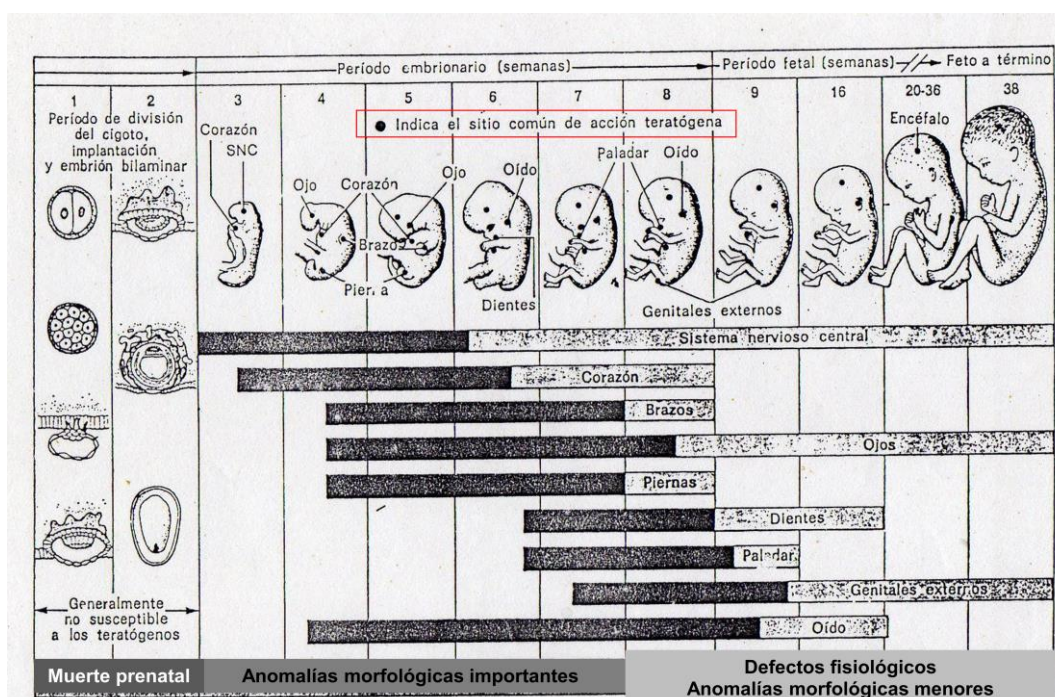 Período embrionario (semanas)
Período fetal (semanas)
Feto a término
1
2
3
4
5
6
7
8
9
16
20-36
38
Período de división
del cigoto,
implantación
y embrión bilaminar
● Indica el sitio común de acción teratógena
Corazón
SNC
Ojo
Corazón
Ojo
Oído
Paladar
Oído
Encéfalo
Brazo
Pierna
Dientes
Genitales externos
Sistema nervioso central
Corazón
Brazos
Ojos
Piernas
Dientes
Paladar
Genitales externos
Oído
Generalmente
no susceptible
a los teratógenos
Muerte prenatal
Anomalías morfológicas importantes
Defectos fisiológicos
Anomalías morfológicas menores